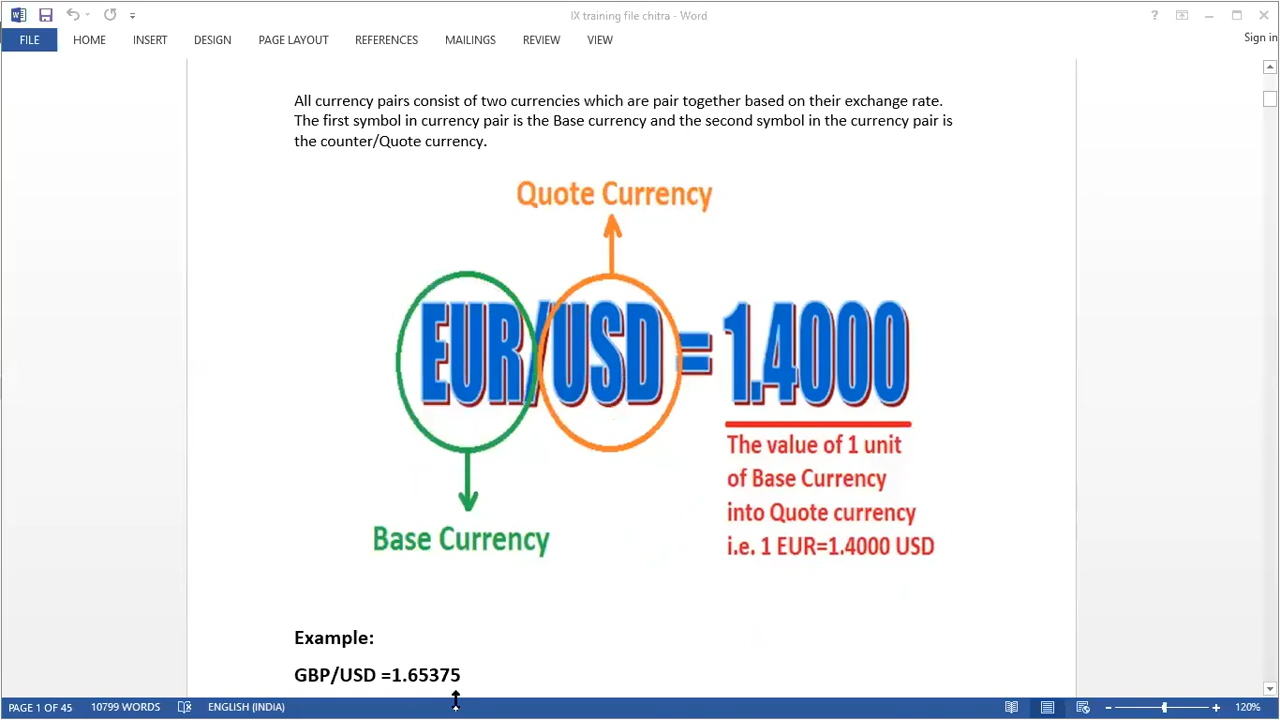 IX training file chitra - Word
?
Sign in
FILE HOME INSERT DESIGN PAGE LAYOUT REFERENCES MAILINGS REVIEW VIEW
All currency pairs consist of two currencies which are pair together based on their exchange rate.
The first symbol in currency pair is the Base currency and the second symbol in the currency pair is
the counter/Quote currency.
Quote Currency
EUR/USD = 1.4000
The value of 1 unit
of Base Currency
into Quote currency
i.e. 1 EUR=1.4000 USD
Base Currency
Example:
GBP/USD =1.65375
PAGE 1 OF 45 10799 WORDS ENGLISH (INDIA) 120%